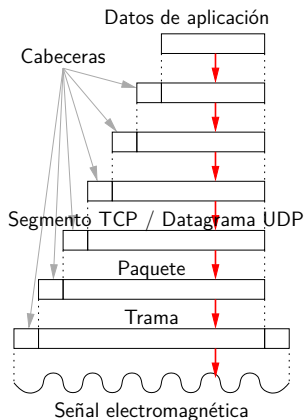 Datos de aplicación
Cabeceras
Segmento TCP / Datagrama UDP
Paquete
Trama
Señal electromagnética